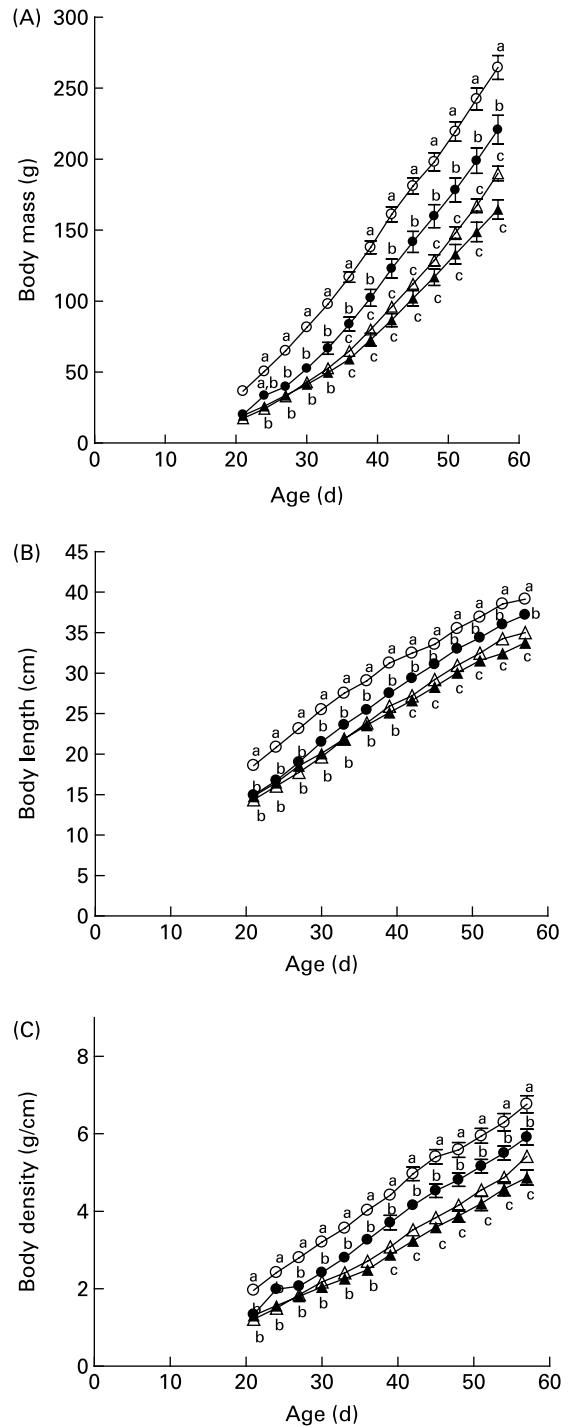 (A)
300
250
200
150
100
50
0
Body mass (g)
a a a a a a a a a a a a
a,b b b b b b b b b b b
c c c c c c c c
b b b c c c c c c c c
0 10 20 30 40 50 60
Age (d)
(B)
45
40
35
30
25
20
15
10
5
0
Body length (cm)
a a a a a a a a a a a a a
b b b b b b b b b b b b b
b b b b b b c c c c c c c
0 10 20 30 40 50 60
Age (d)
(C)
8
6
4
2
0
Body density (g/cm)
a a a a a a a a a a a a a
b b b b b b b b b b b b
b b b b b c c c c c c c
0 10 20 30 40 50 60
Age (d)